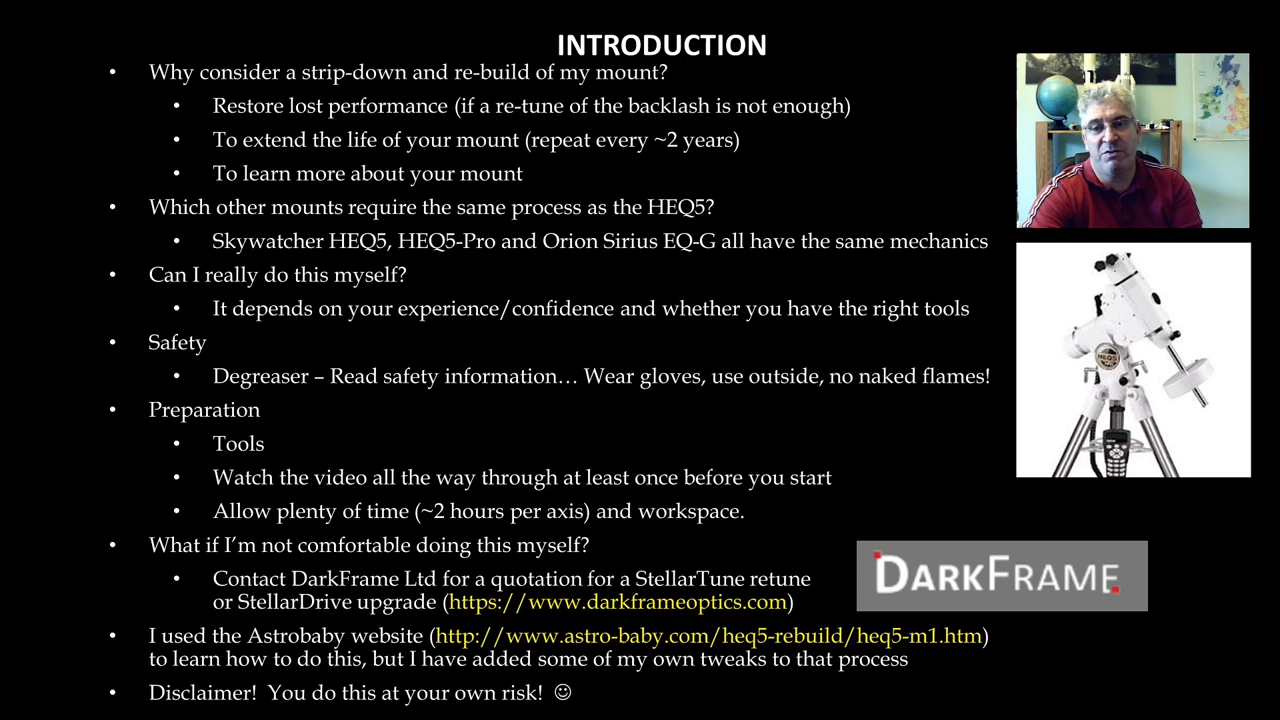 INTRODUCTION
• Why consider a strip-down and re-build of my mount?
• Restore lost performance (if a re-tune of the backlash is not enough)
• To extend the life of your mount (repeat every ~2 years)
• To learn more about your mount
• Which other mounts require the same process as the HEQ5?
• Skywatcher HEQ5, HEQ5-Pro and Orion Sirius EQ-G all have the same mechanics
• Can I really do this myself?
• It depends on your experience/confidence and whether you have the right tools
• Safety
• Degreaser – Read safety information… Wear gloves, use outside, no naked flames!
• Preparation
• Tools
• Watch the video all the way through at least once before you start
• Allow plenty of time (~2 hours per axis) and workspace.
• What if I’m not comfortable doing this myself?
• Contact DarkFrame Ltd for a quotation for a StellarTune retune
or StellarDrive upgrade (https://www.darkframeoptics.com)
• I used the Astrobaby website (http://www.astro-baby.com/heq5-rebuild/heq5-m1.htm)
to learn how to do this, but I have added some of my own tweaks to that process
• Disclaimer! You do this at your own risk! ☺
HEQ5
DARKFRAME